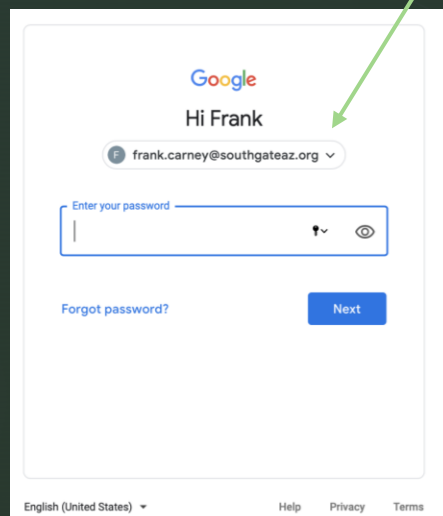 Google
Hi Frank
F frank.carney@southgateaz.org
Enter your password
Forgot password? Next
English (United States) Help Privacy Terms